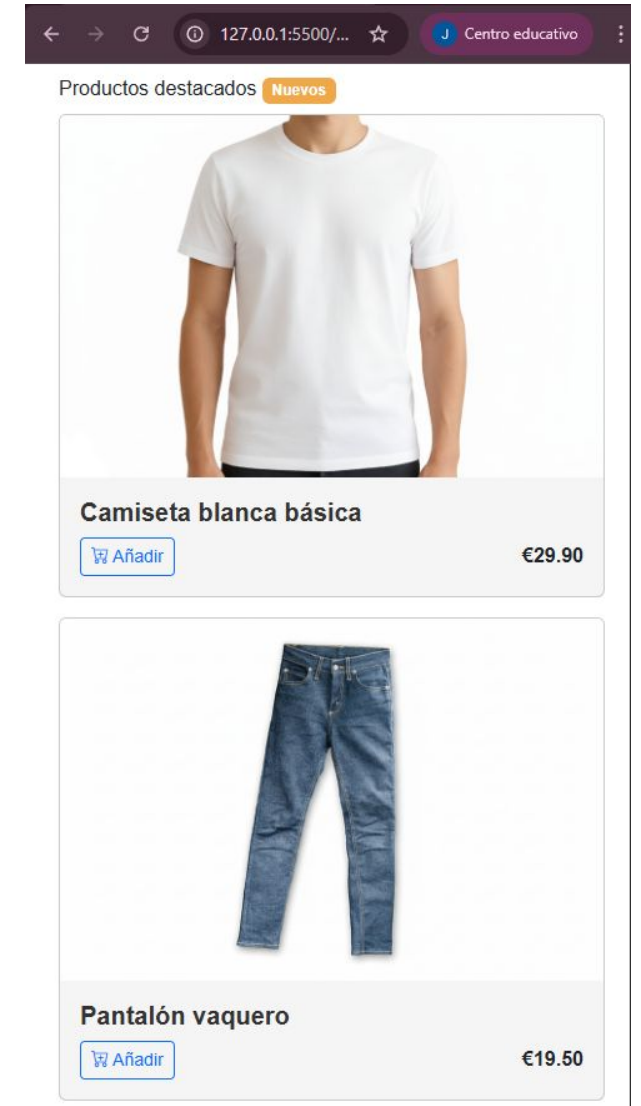 127.0.0.1:5500/... J Centro educativo
Productos destacados Nuevos
Camiseta blanca básica
Añadir €29.90
Pantalón vaquero
Añadir €19.50